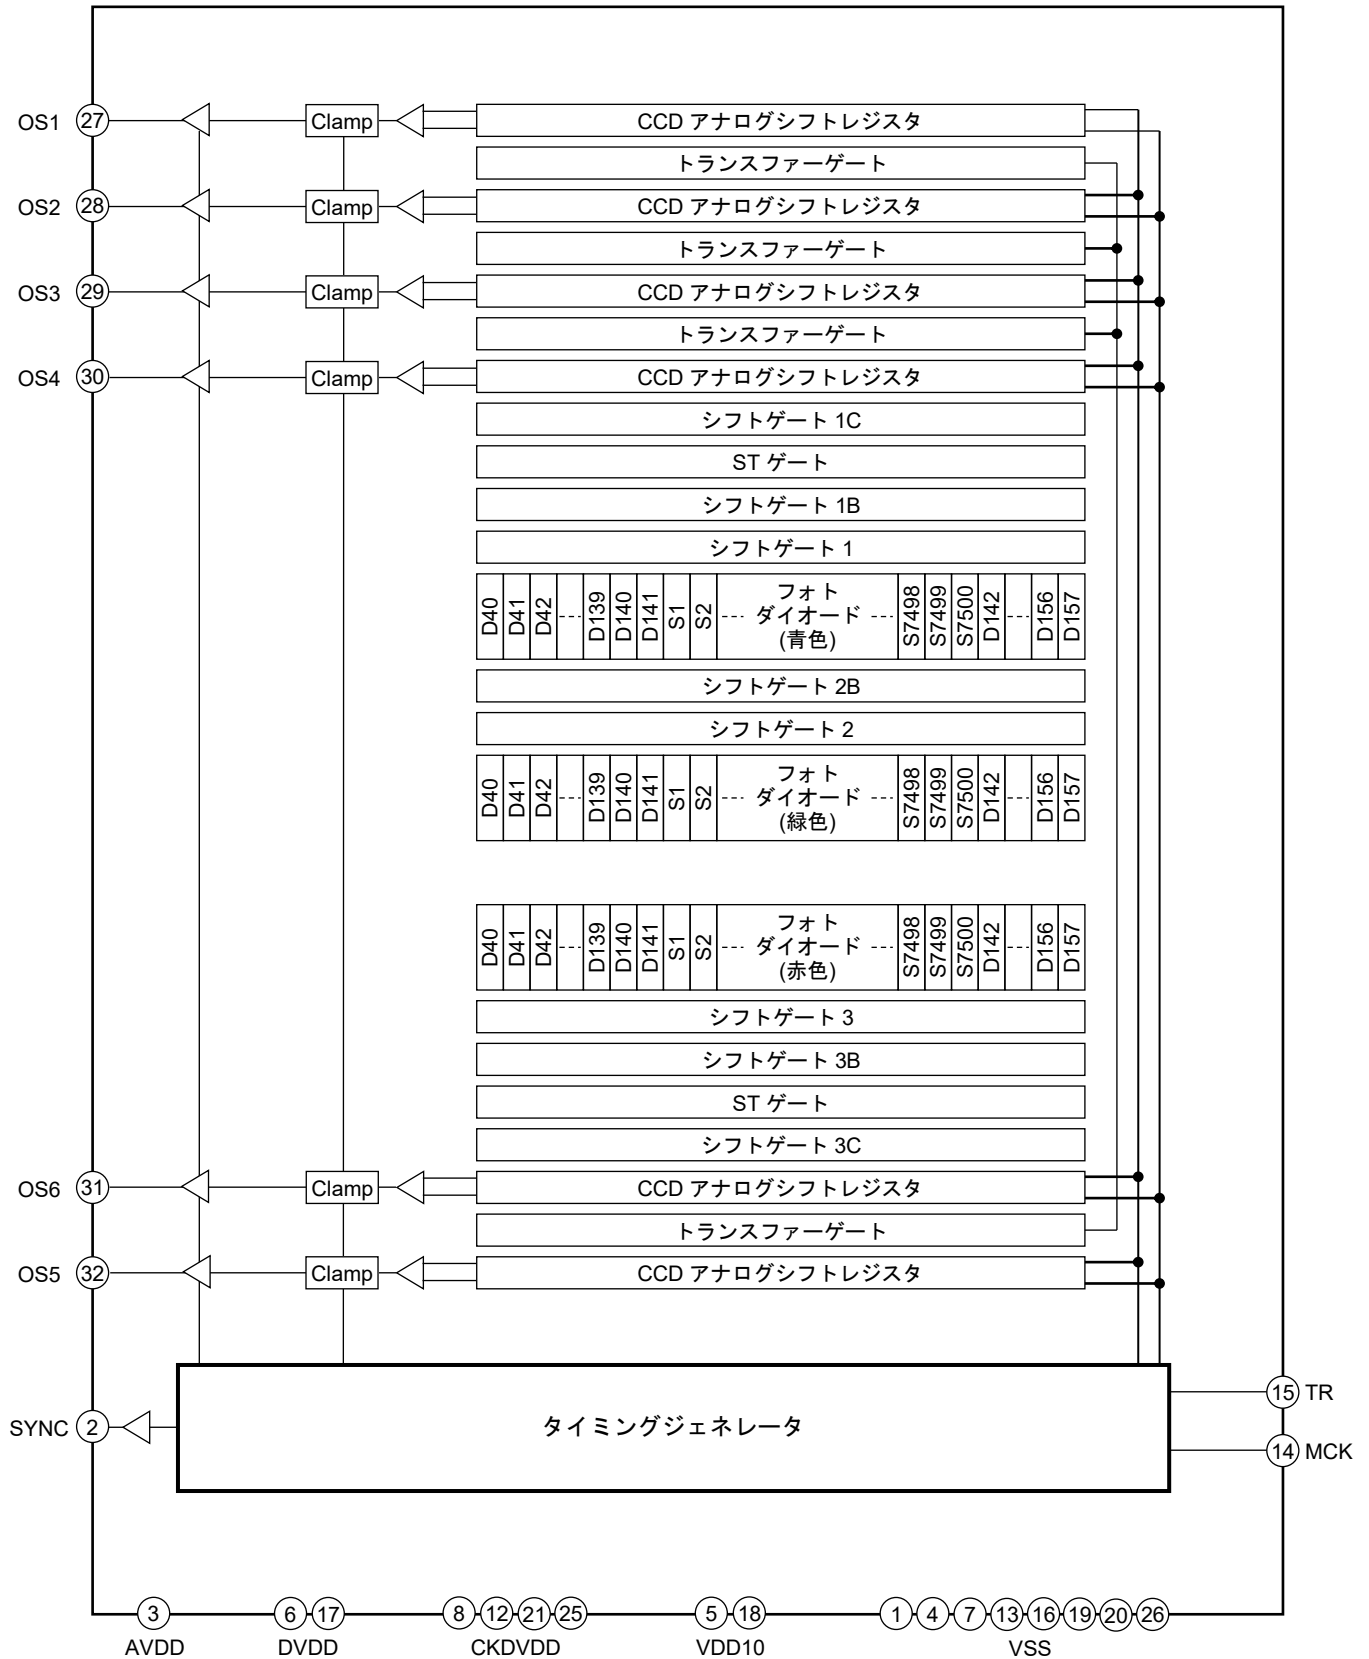 OS1 27 Clamp CCD アナログシフトレジスタ
トランスファーゲート
OS2 28 Clamp CCD アナログシフトレジスタ
トランスファーゲート
OS3 29 Clamp CCD アナログシフトレジスタ
トランスファーゲート
OS4 30 Clamp CCD アナログシフトレジスタ
シフトゲート 1C
ST ゲート
シフトゲート 1B
シフトゲート 1
D40 D41 D42 --- D139 D140 D141 S1 S2 --- フォト
ダイオード
(青色) --- S7498 S7499 S7500 D142 --- D156 D157
シフトゲート 2B
シフトゲート 2
D40 D41 D42 --- D139 D140 D141 S1 S2 --- フォト
ダイオード
(緑色) --- S7498 S7499 S7500 D142 --- D156 D157
D40 D41 D42 --- D139 D140 D141 S1 S2 --- フォト
ダイオード
(赤色) --- S7498 S7499 S7500 D142 --- D156 D157
シフトゲート 3
シフトゲート 3B
ST ゲート
シフトゲート 3C
OS6 31 Clamp CCD アナログシフトレジスタ
トランスファーゲート
OS5 32 Clamp CCD アナログシフトレジスタ
15 TR
SYNC 2 タイミングジェネレータ
14 MCK
3 6 17 8 12 21 25 5 18 1 4 7 13 16 19 20 26
AVDD DVDD CKDVDD VDD10 VSS